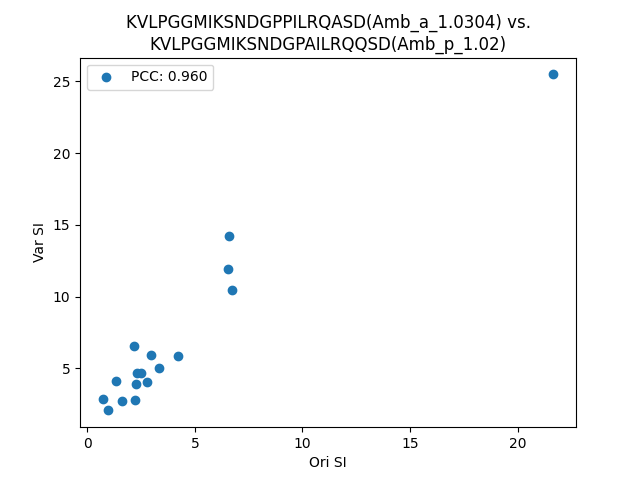 KVLPGGMIKSNDGPPILRQASD(Amb_a_1.0304) vs.
KVLPGGMIKSNDGPAILRQQSD(Amb_p_1.02)
PCC: 0.960
25
20
15
10
5
Var SI
0 5 10 15 20
Ori SI